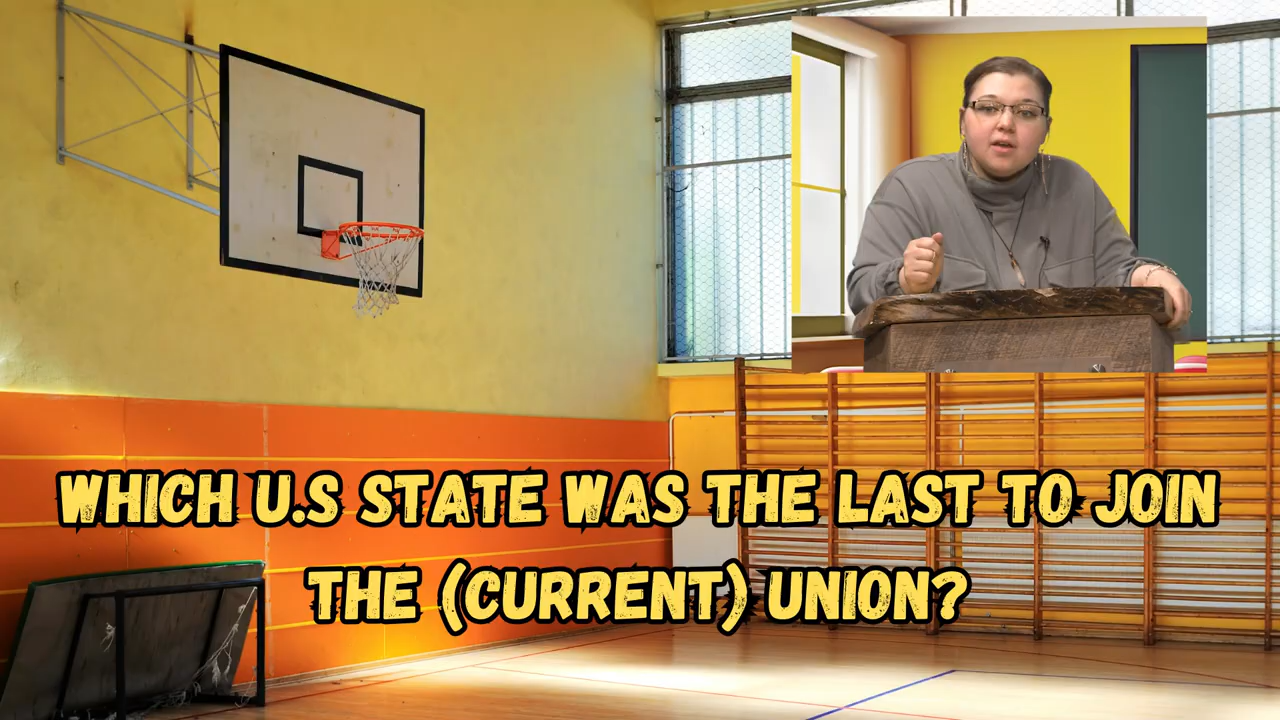 WHICH U.S STATE WAS THE LAST TO JOIN
THE (CURRENT) UNION?